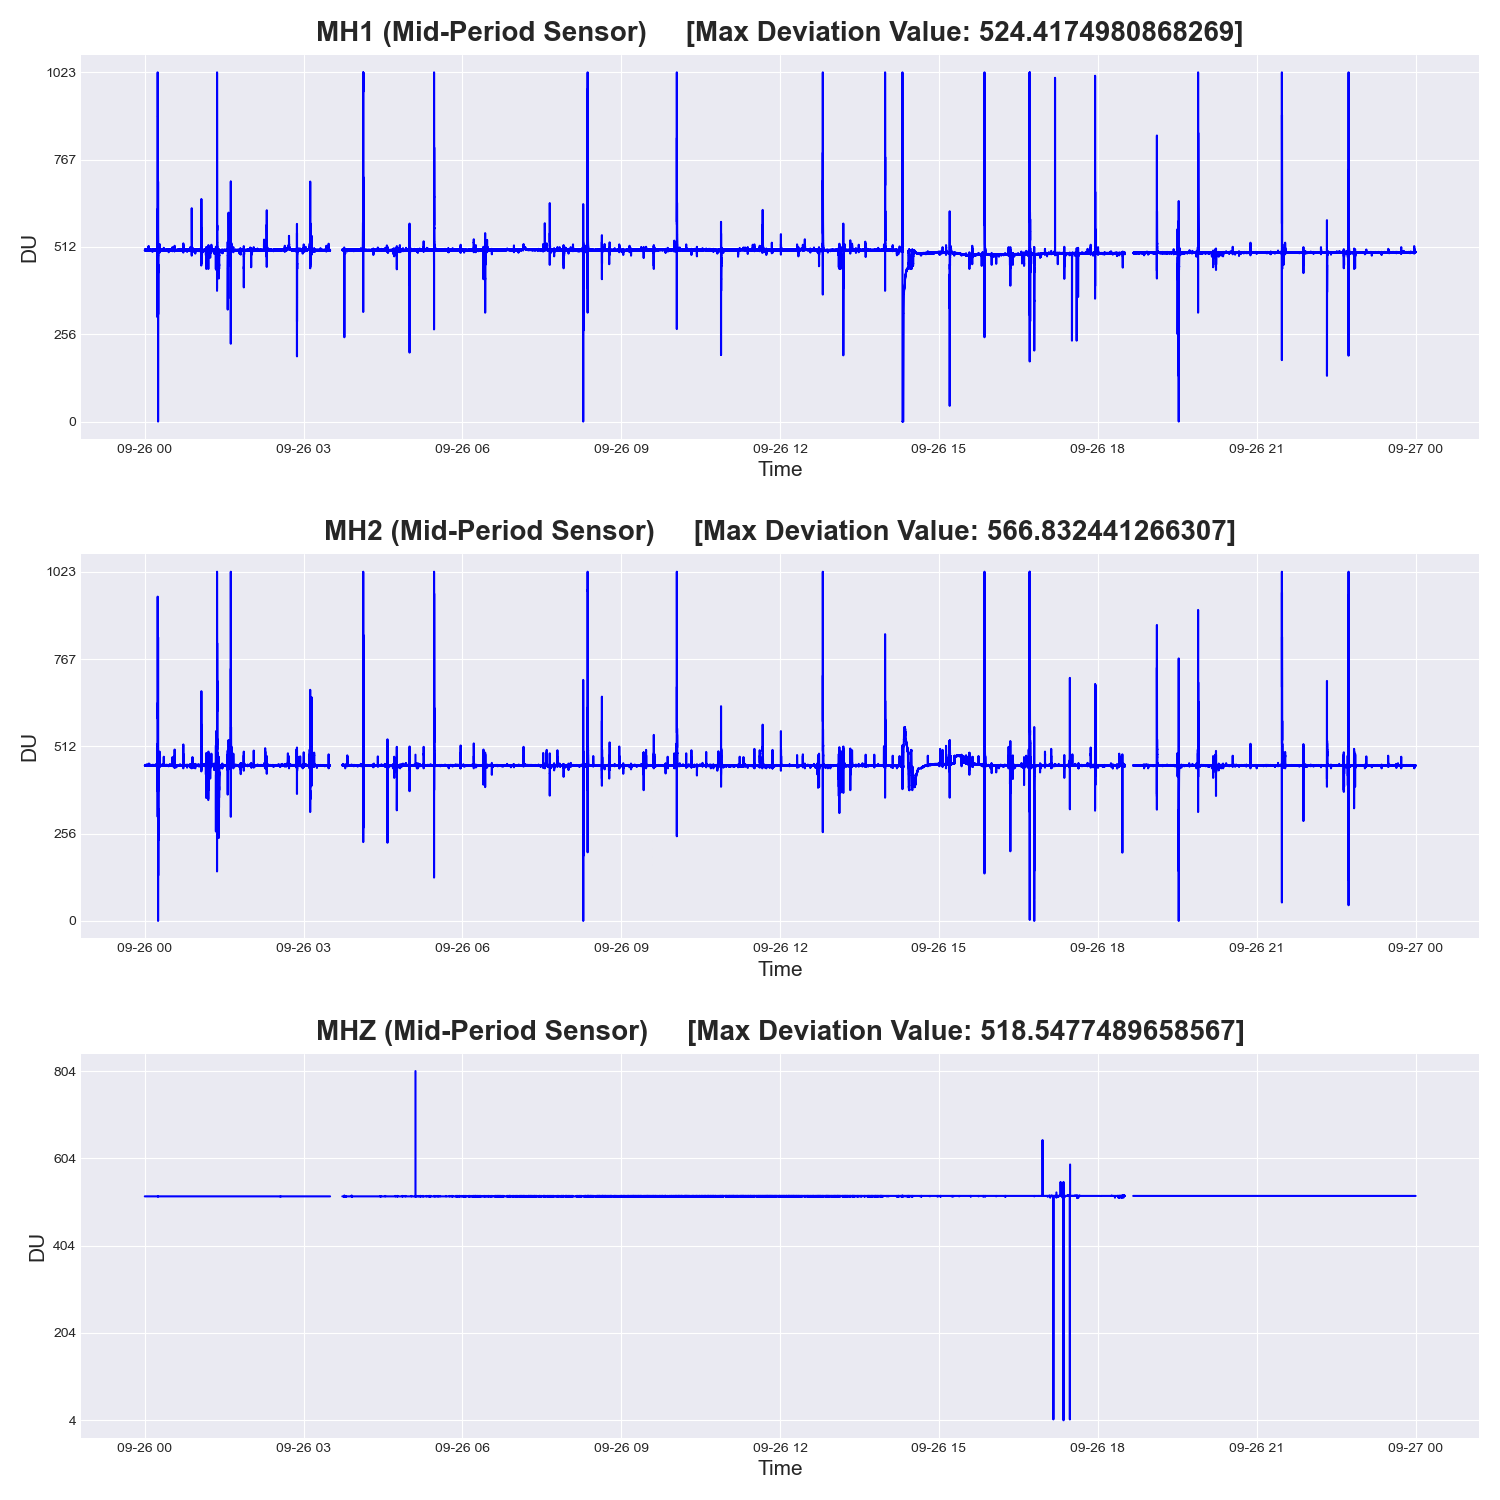 MH1 (Mid-Period Sensor) [Max Deviation Value: 524.4174980868269]
1023
767
512
256
0
DU
09-26 00 09-26 03 09-26 06 09-26 09 09-26 12 09-26 15 09-26 18 09-26 21 09-27 00
Time
MH2 (Mid-Period Sensor) [Max Deviation Value: 566.832441266307]
1023
767
512
256
0
DU
09-26 00 09-26 03 09-26 06 09-26 09 09-26 12 09-26 15 09-26 18 09-26 21 09-27 00
Time
MHZ (Mid-Period Sensor) [Max Deviation Value: 518.5477489658567]
804
604
404
204
4
DU
09-26 00 09-26 03 09-26 06 09-26 09 09-26 12 09-26 15 09-26 18 09-26 21 09-27 00
Time